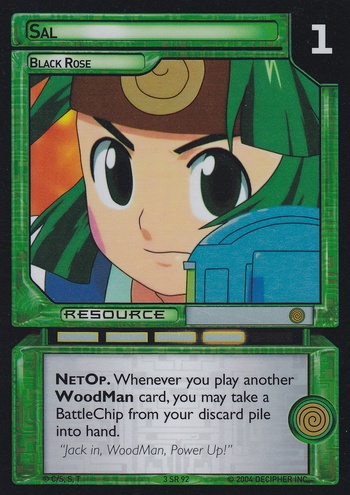 SAL
1
BLACK ROSE
RESOURCE
NETOP. Whenever you play another
WOODMAN card, you may take a
BattleChip from your discard pile
into hand.
"Jack in, WoodMan, Power Up!"
© C/S, S, T
3 SR 92
© 2004 DECIPHER INC.